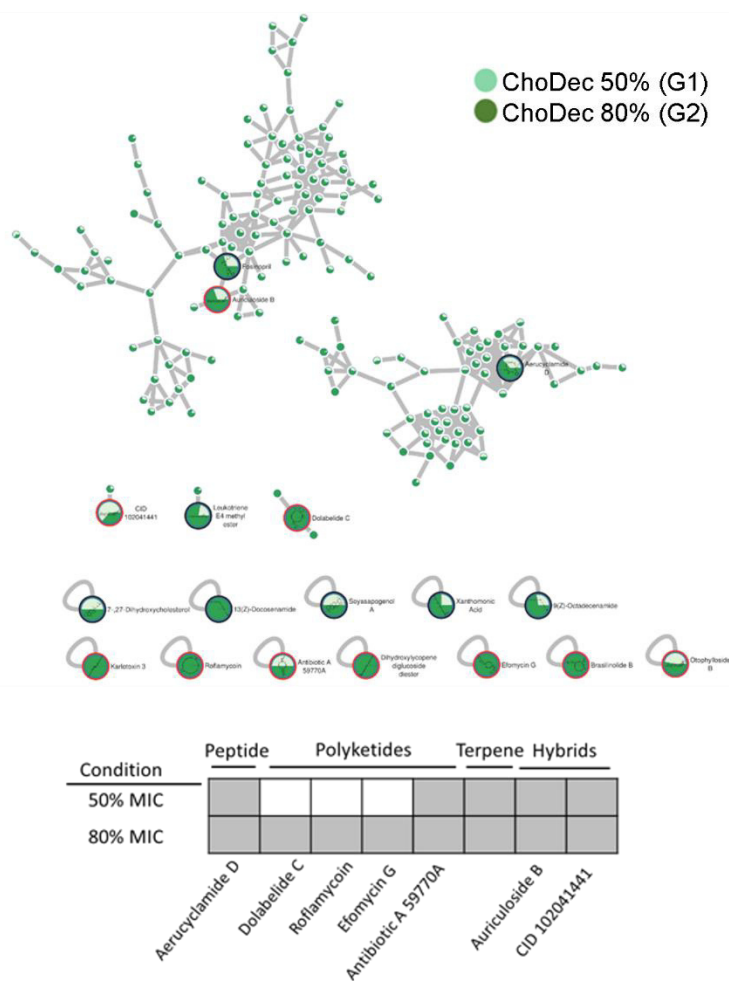 ChoDec 50% (G1)
ChoDec 80% (G2)
Fosinopril
Auriculoside B
Aerucyclamide
D
CID
102041441
Leukotriene
E4 methyl
ester
Dolabelide C
7-,27-Dihydroxycholesterol
13(Z)-Docosenamide
Soyasapogenol
A
Xanthomonic
Acid
9(Z)-Octadecenamide
Karlotoxin 3
Roflamycoin
Antibiotic A
59770A
Dihydroxylycopene
diglucoside
diester
Efomycin G
Brasilinolide B
Otophylloside
B
Peptide Polyketides Terpene Hybrids
Condition
50% MIC
80% MIC
Aerucyclamide D
Dolabelide C
Roflamycoin
Efomycin G
Antibiotic A 59770A
Auriculoside B
CID 102041441